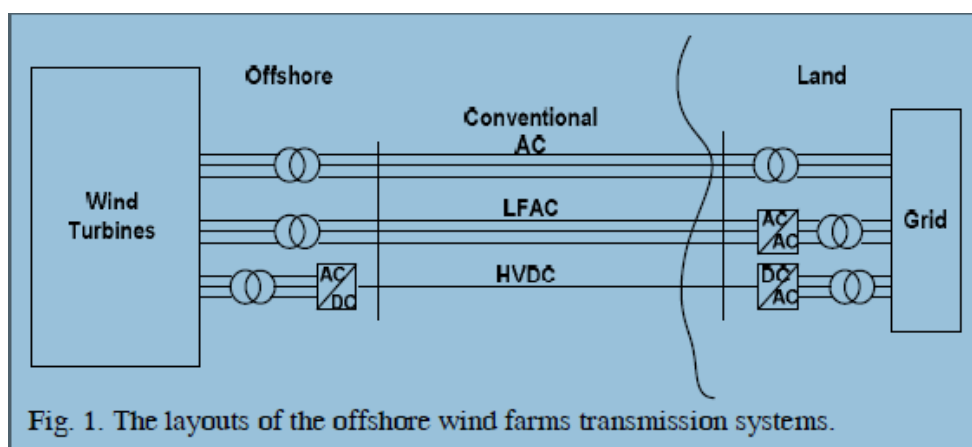 Offshore
Land
Conventional
AC
Wind
Turbines
LFAC
AC
AC
Grid
HVDC
AC
DC
DC
AC
Fig. 1. The layouts of the offshore wind farms transmission systems.